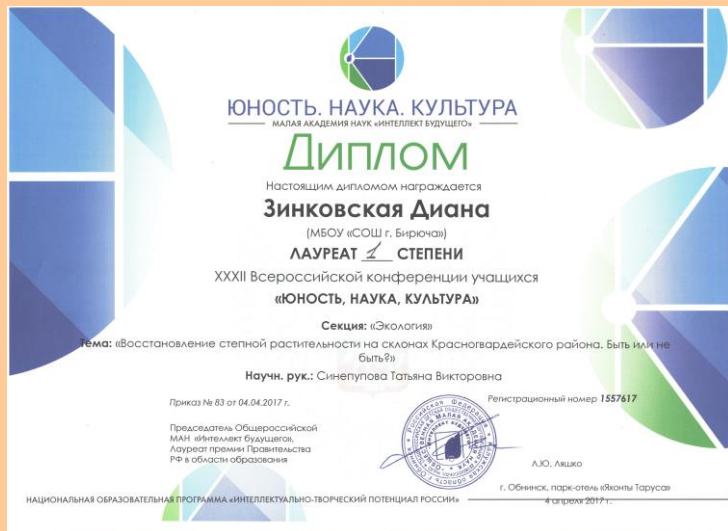 ЮНОСТЬ. НАУКА. КУЛЬТУРА
МАЛАЯ АКАДЕМИЯ НАУК «ИНТЕЛЛЕКТ БУДУЩЕГО»
ДИПЛОМ
Настоящим дипломом награждается
Зинковская Диана
(МБОУ «СОШ г. Бирюча»)
ЛАУРЕАТ 1 СТЕПЕНИ
XXXII Всероссийской конференции учащихся
«ЮНОСТЬ, НАУКА, КУЛЬТУРА»
Секция: «Экология»
Тема: «Восстановление степной растительности на склонах Красногвардейского района. Быть или не
быть?»
Научн. рук.: Синепупова Татьяна Викторовна
Приказ № 83 от 04.04.2017 г.
Регистрационный номер 1557617
Председатель Общероссийской
МАН «Интеллект будущего»,
Лауреат премии Правительства
РФ в области образования
Л.Ю. Ляшко
г. Обнинск, парк-отель «Яхонты Таруса»
4 апреля 2017 г.
НАЦИОНАЛЬНАЯ ОБРАЗОВАТЕЛЬНАЯ ПРОГРАММА «ИНТЕЛЛЕКТУАЛЬНО-ТВОРЧЕСКИЙ ПОТЕНЦИАЛ РОССИИ»